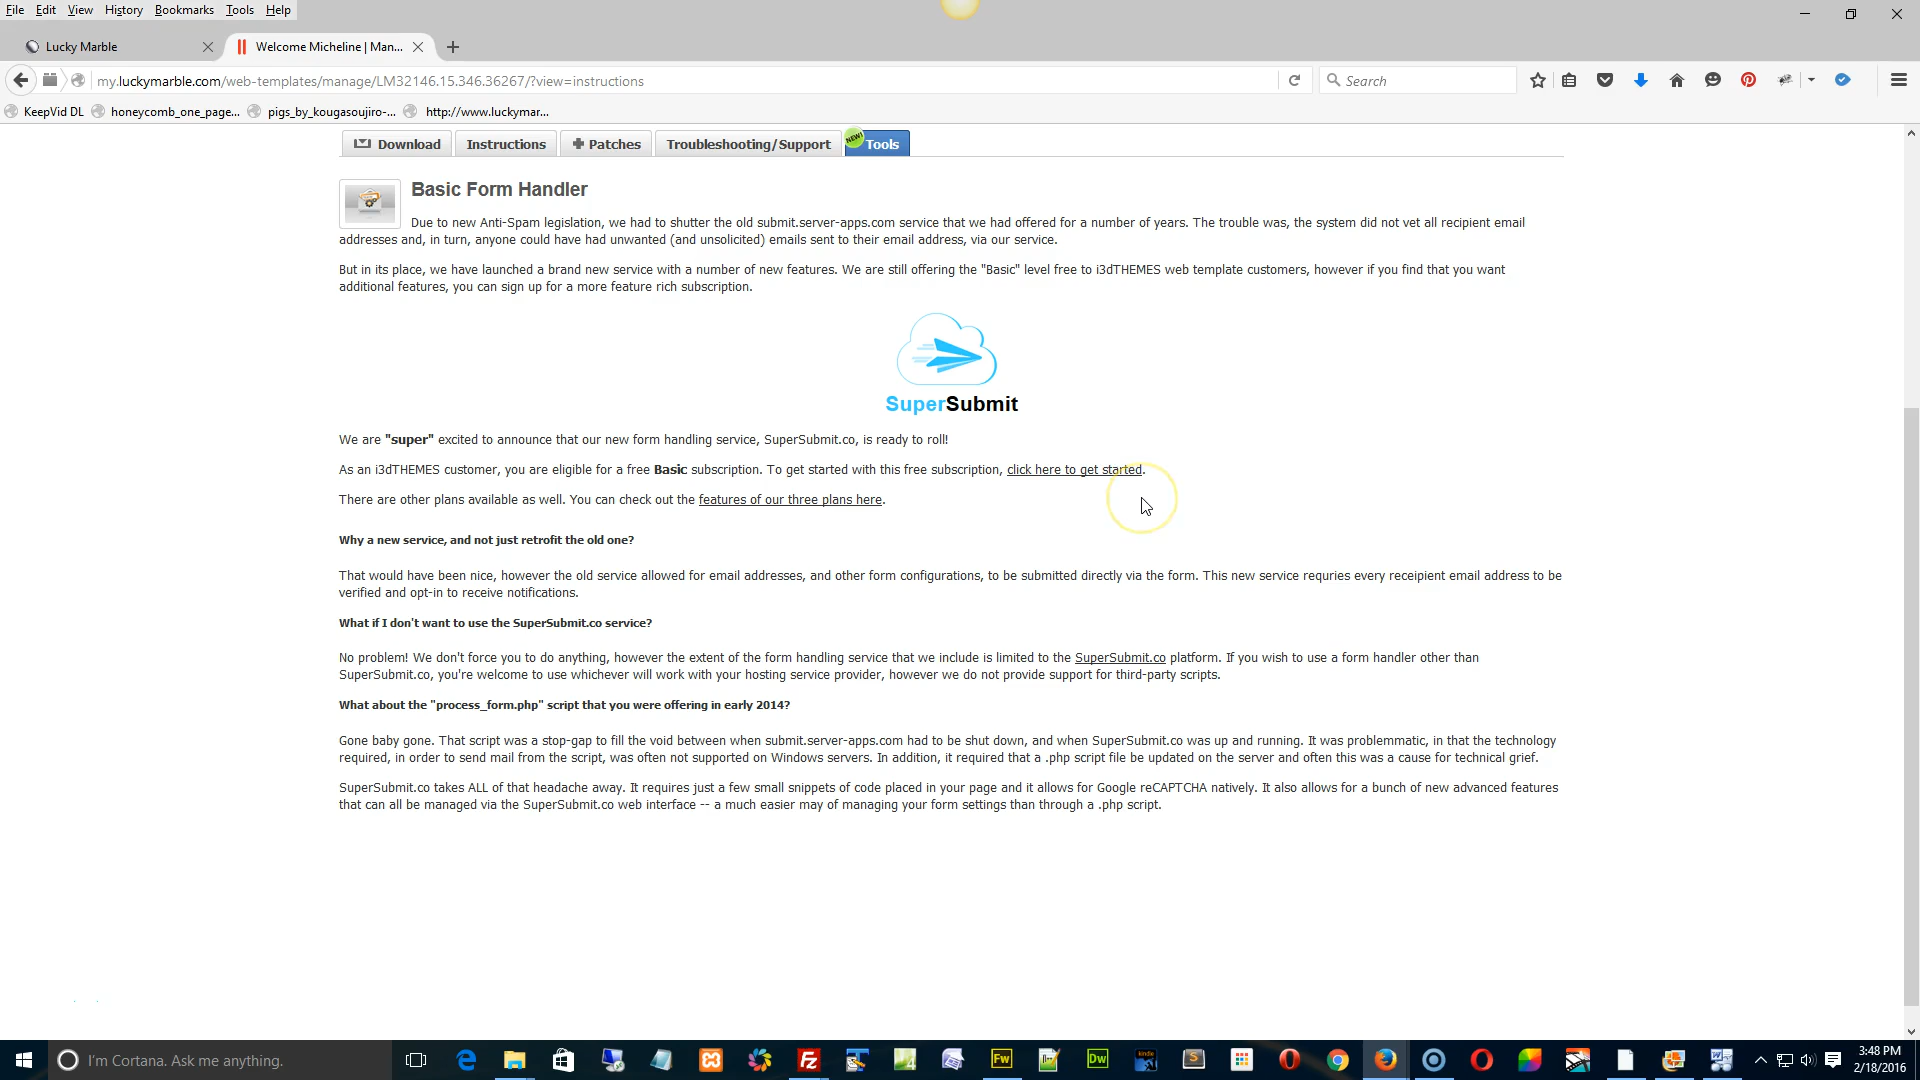 File Edit View History Bookmarks Tools Help
Lucky Marble
Welcome Micheline | Man...
my.luckymarble.com/web-templates/manage/LM32146.15.346.36267/?view=instructions
Search
KeepVid DL honeycomb_one_page... pigs_by_kougasoujiro-... http://www.luckymar...
Download Instructions Patches Troubleshooting/Support NEW! Tools
Basic Form Handler
Due to new Anti-Spam legislation, we had to shutter the old submit.server-apps.com service that we had offered for a number of years. The trouble was, the system did not vet all recipient email
addresses and, in turn, anyone could have had unwanted (and unsolicited) emails sent to their email address, via our service.
But in its place, we have launched a brand new service with a number of new features. We are still offering the "Basic" level free to i3dTHEMES web template customers, however if you find that you want
additional features, you can sign up for a more feature rich subscription.
SuperSubmit
We are "super" excited to announce that our new form handling service, SuperSubmit.co, is ready to roll!
As an i3dTHEMES customer, you are eligible for a free Basic subscription. To get started with this free subscription, click here to get started.
There are other plans available as well. You can check out the features of our three plans here.
Why a new service, and not just retrofit the old one?
That would have been nice, however the old service allowed for email addresses, and other form configurations, to be submitted directly via the form. This new service requries every receipient email address to be
verified and opt-in to receive notifications.
What if I don't want to use the SuperSubmit.co service?
No problem! We don't force you to do anything, however the extent of the form handling service that we include is limited to the SuperSubmit.co platform. If you wish to use a form handler other than
SuperSubmit.co, you're welcome to use whichever will work with your hosting service provider, however we do not provide support for third-party scripts.
What about the "process_form.php" script that you were offering in early 2014?
Gone baby gone. That script was a stop-gap to fill the void between when submit.server-apps.com had to be shut down, and when SuperSubmit.co was up and running. It was problemmatic, in that the technology
required, in order to send mail from the script, was often not supported on Windows servers. In addition, it required that a .php script file be updated on the server and often this was a cause for technical grief.
SuperSubmit.co takes ALL of that headache away. It requires just a few small snippets of code placed in your page and it allows for Google reCAPTCHA natively. It also allows for a bunch of new advanced features
that can all be managed via the SuperSubmit.co web interface -- a much easier may of managing your form settings than through a .php script.
I'm Cortana. Ask me anything.
Fw
Dw
kindle
3:48 PM
2/18/2016